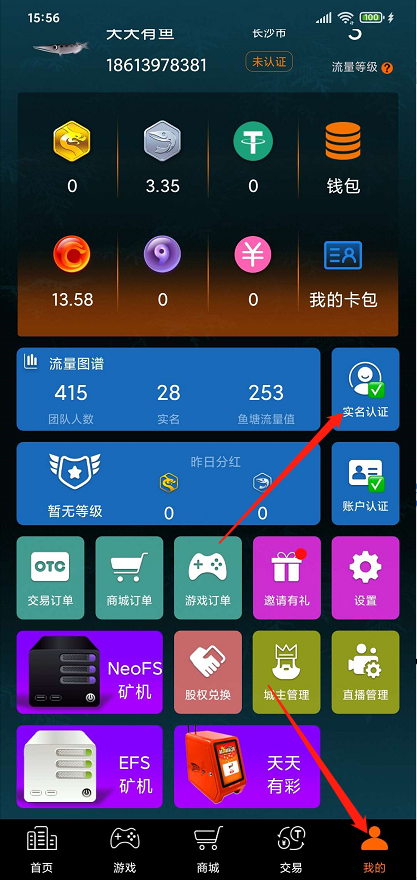 15:56
100
天天有鱼
长沙市
18613978381
未认证
流量等级 ?
0
3.35
0
钱包
13.58
0
0
我的卡包
流量图谱
415
28
253
团队人数
实名
鱼塘流量值
实名认证
昨日分红
暂无等级
0
0
账户认证
OTC
交易订单
商城订单
游戏订单
邀请有礼
设置
NeoFS
矿机
股权兑换
城主管理
直播管理
EFS
矿机
天天
有彩
首页
游戏
商城
交易
我的